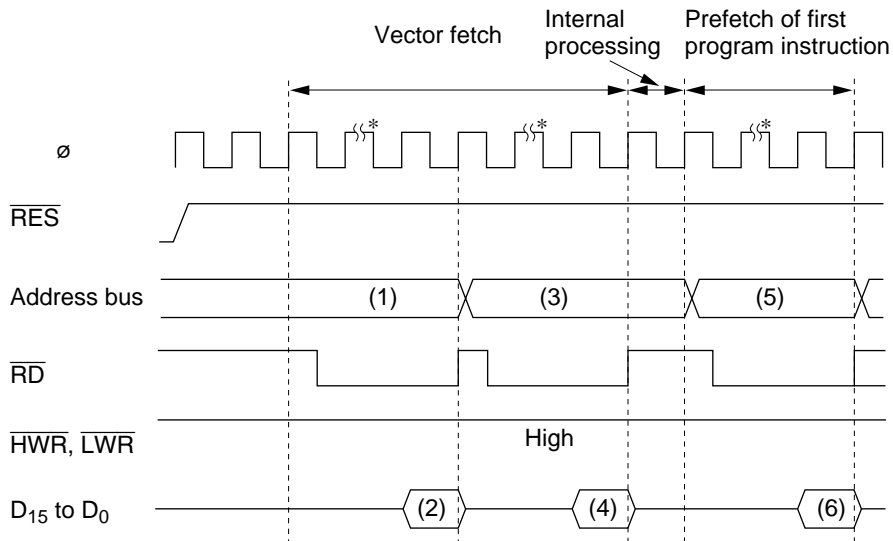 Vector fetch
Internal
processing
Prefetch of first
program instruction
*
*
*
ø
RES
Address bus
(1)
(3)
(5)
RD
HWR, LWR
High
D15 to D0
(2)
(4)
(6)